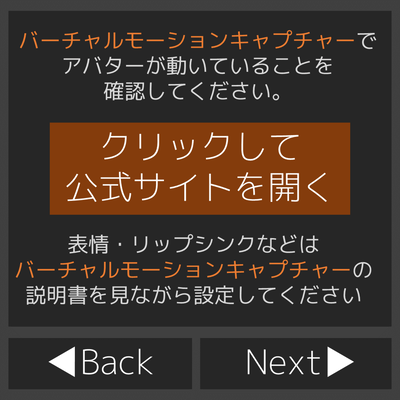 バーチャルモーションキャプチャーで
アバターが動いていることを
確認してください。
クリックして
公式サイトを開く
表情・リップシンクなどは
バーチャルモーションキャプチャーの
説明書を見ながら設定してください
◀Back
Next▶